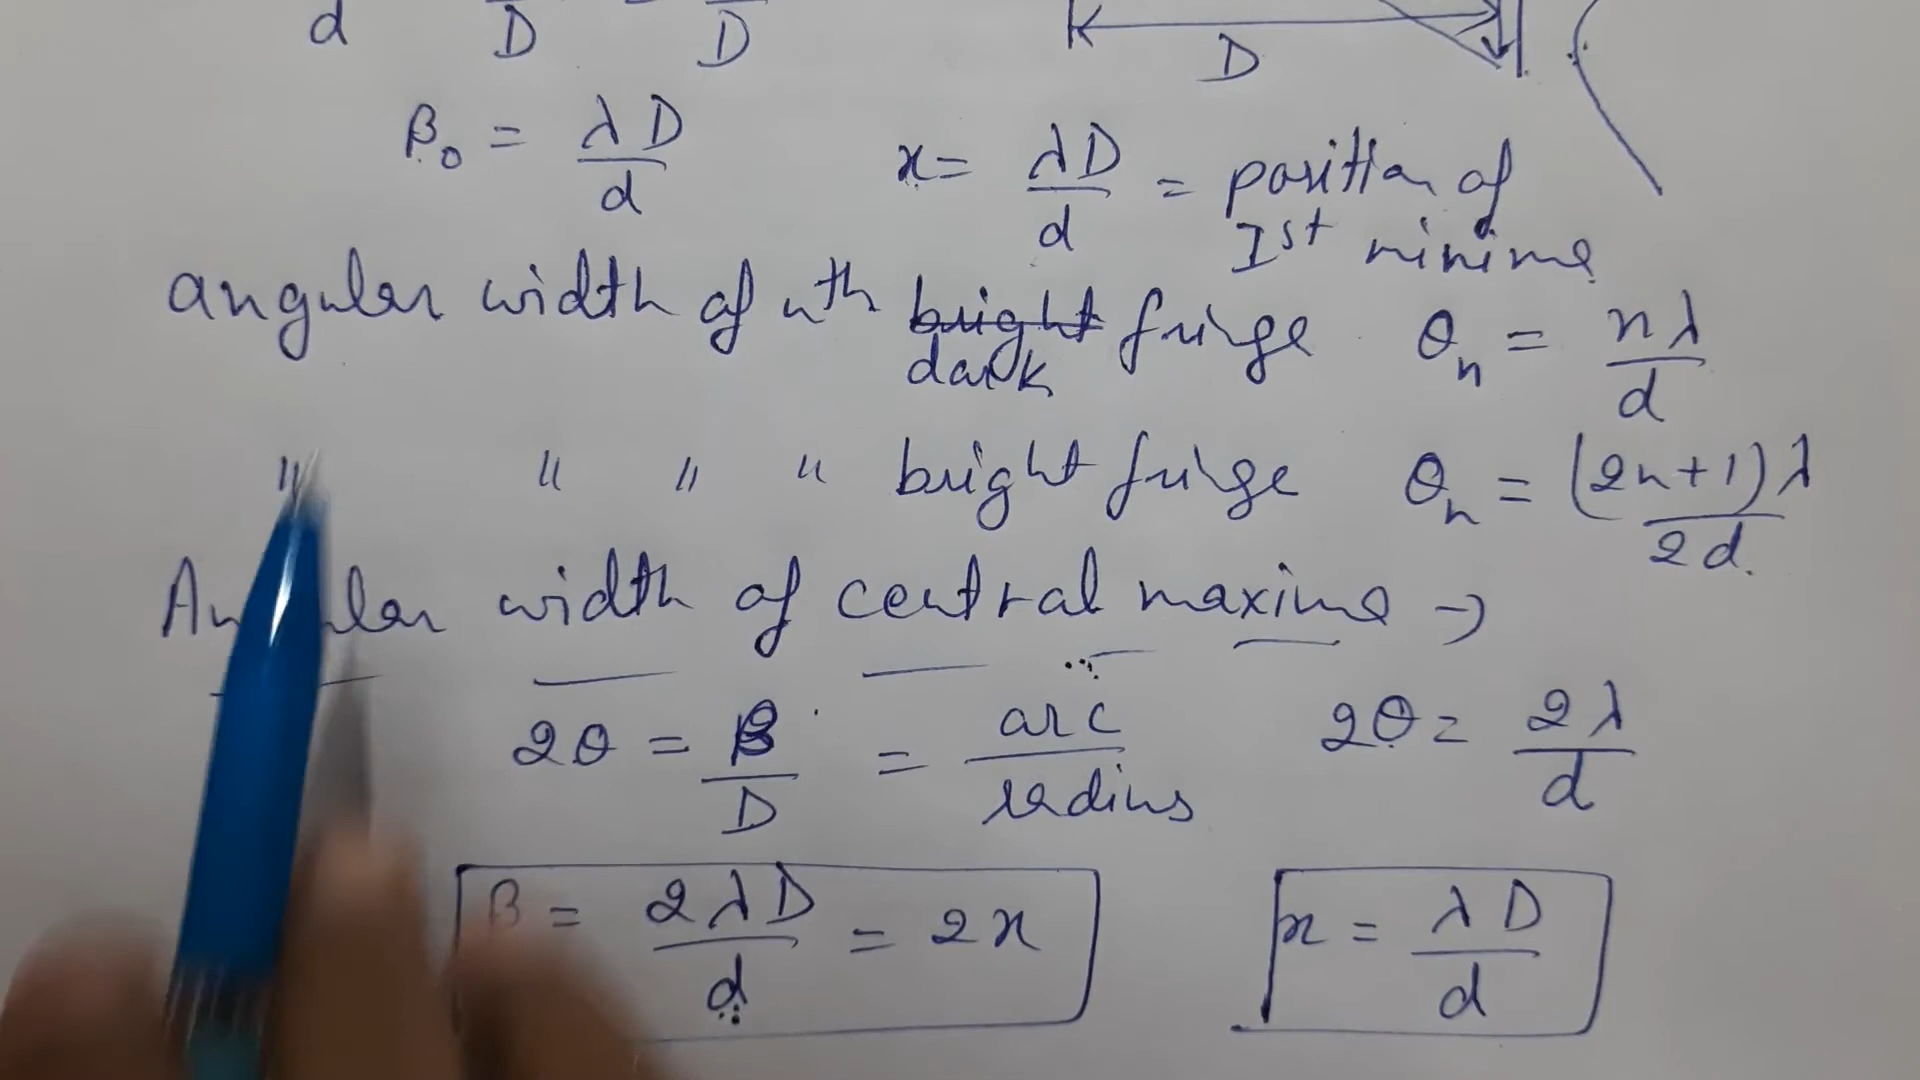 d D D
D
β₀ = λD/d
x = λD/d = position of
Ist minima
angular width of nth bright fringe θn = nλ/d
dark
" " " " bright fringe θn = (2n+1)λ/2d.
Angular width of central maxima →
2θ = β/D = arc/radius 2θ = 2λ/d
β = 2λD/d = 2x x = λD/d